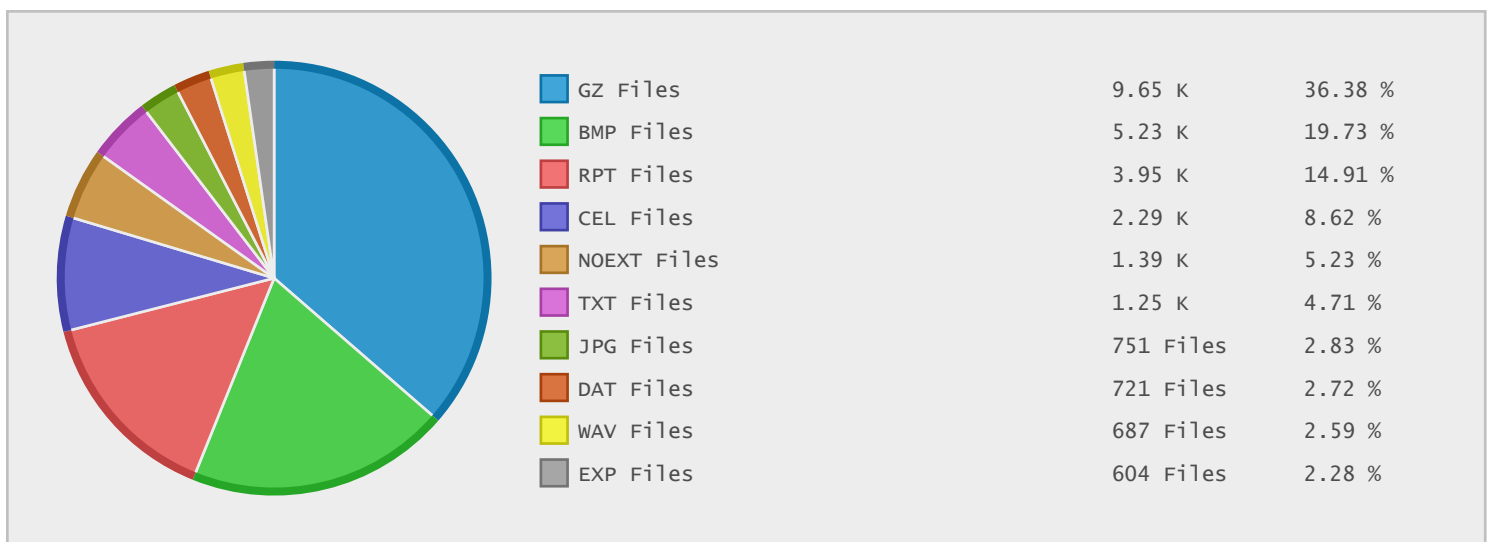 GZ Files 9.65 K 36.38 %
BMP Files 5.23 K 19.73 %
RPT Files 3.95 K 14.91 %
CEL Files 2.29 K 8.62 %
NOEXT Files 1.39 K 5.23 %
TXT Files 1.25 K 4.71 %
JPG Files 751 Files 2.83 %
DAT Files 721 Files 2.72 %
WAV Files 687 Files 2.59 %
EXP Files 604 Files 2.28 %